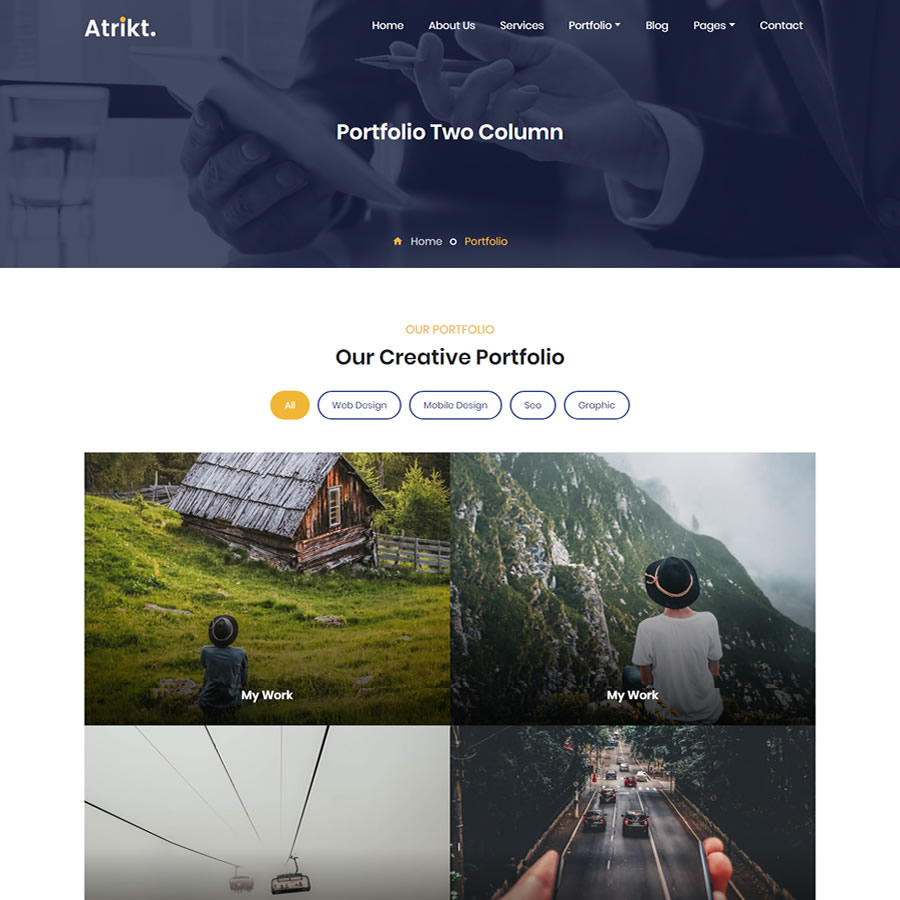 Atrikt.
Home About Us Services Portfolio Blog Pages Contact
Portfolio Two Column
Home Portfolio
OUR PORTFOLIO
Our Creative Portfolio
All Web Design Mobile Design Seo Graphic
My Work My Work